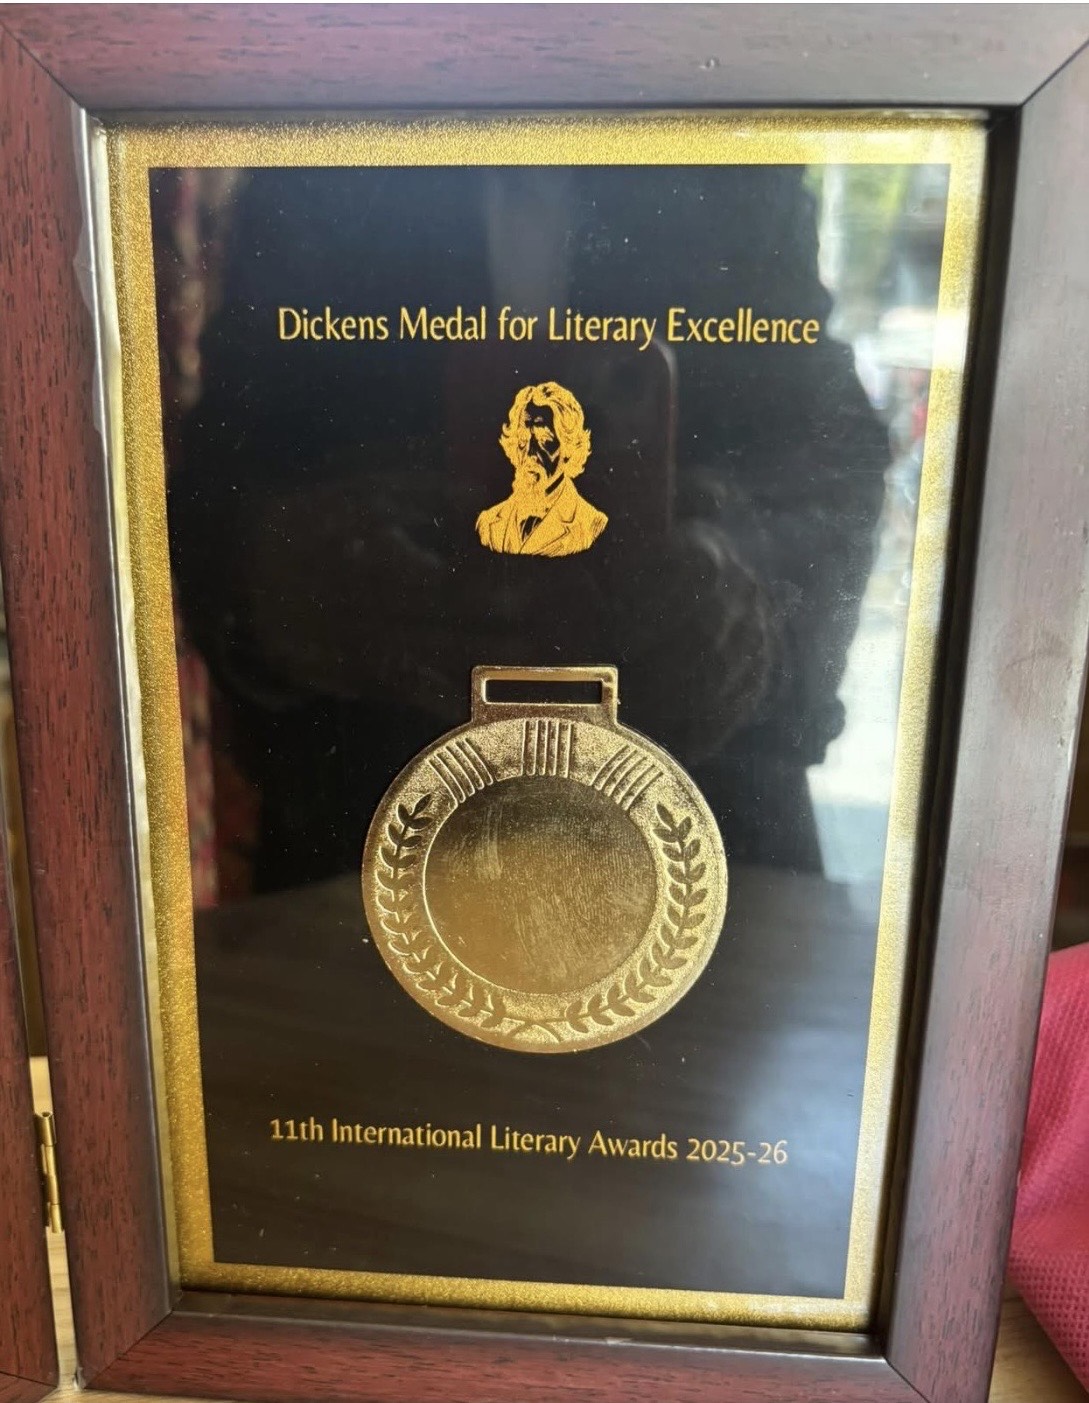 Dickens Medal for Literary Excellence
11th International Literary Awards 2025-26